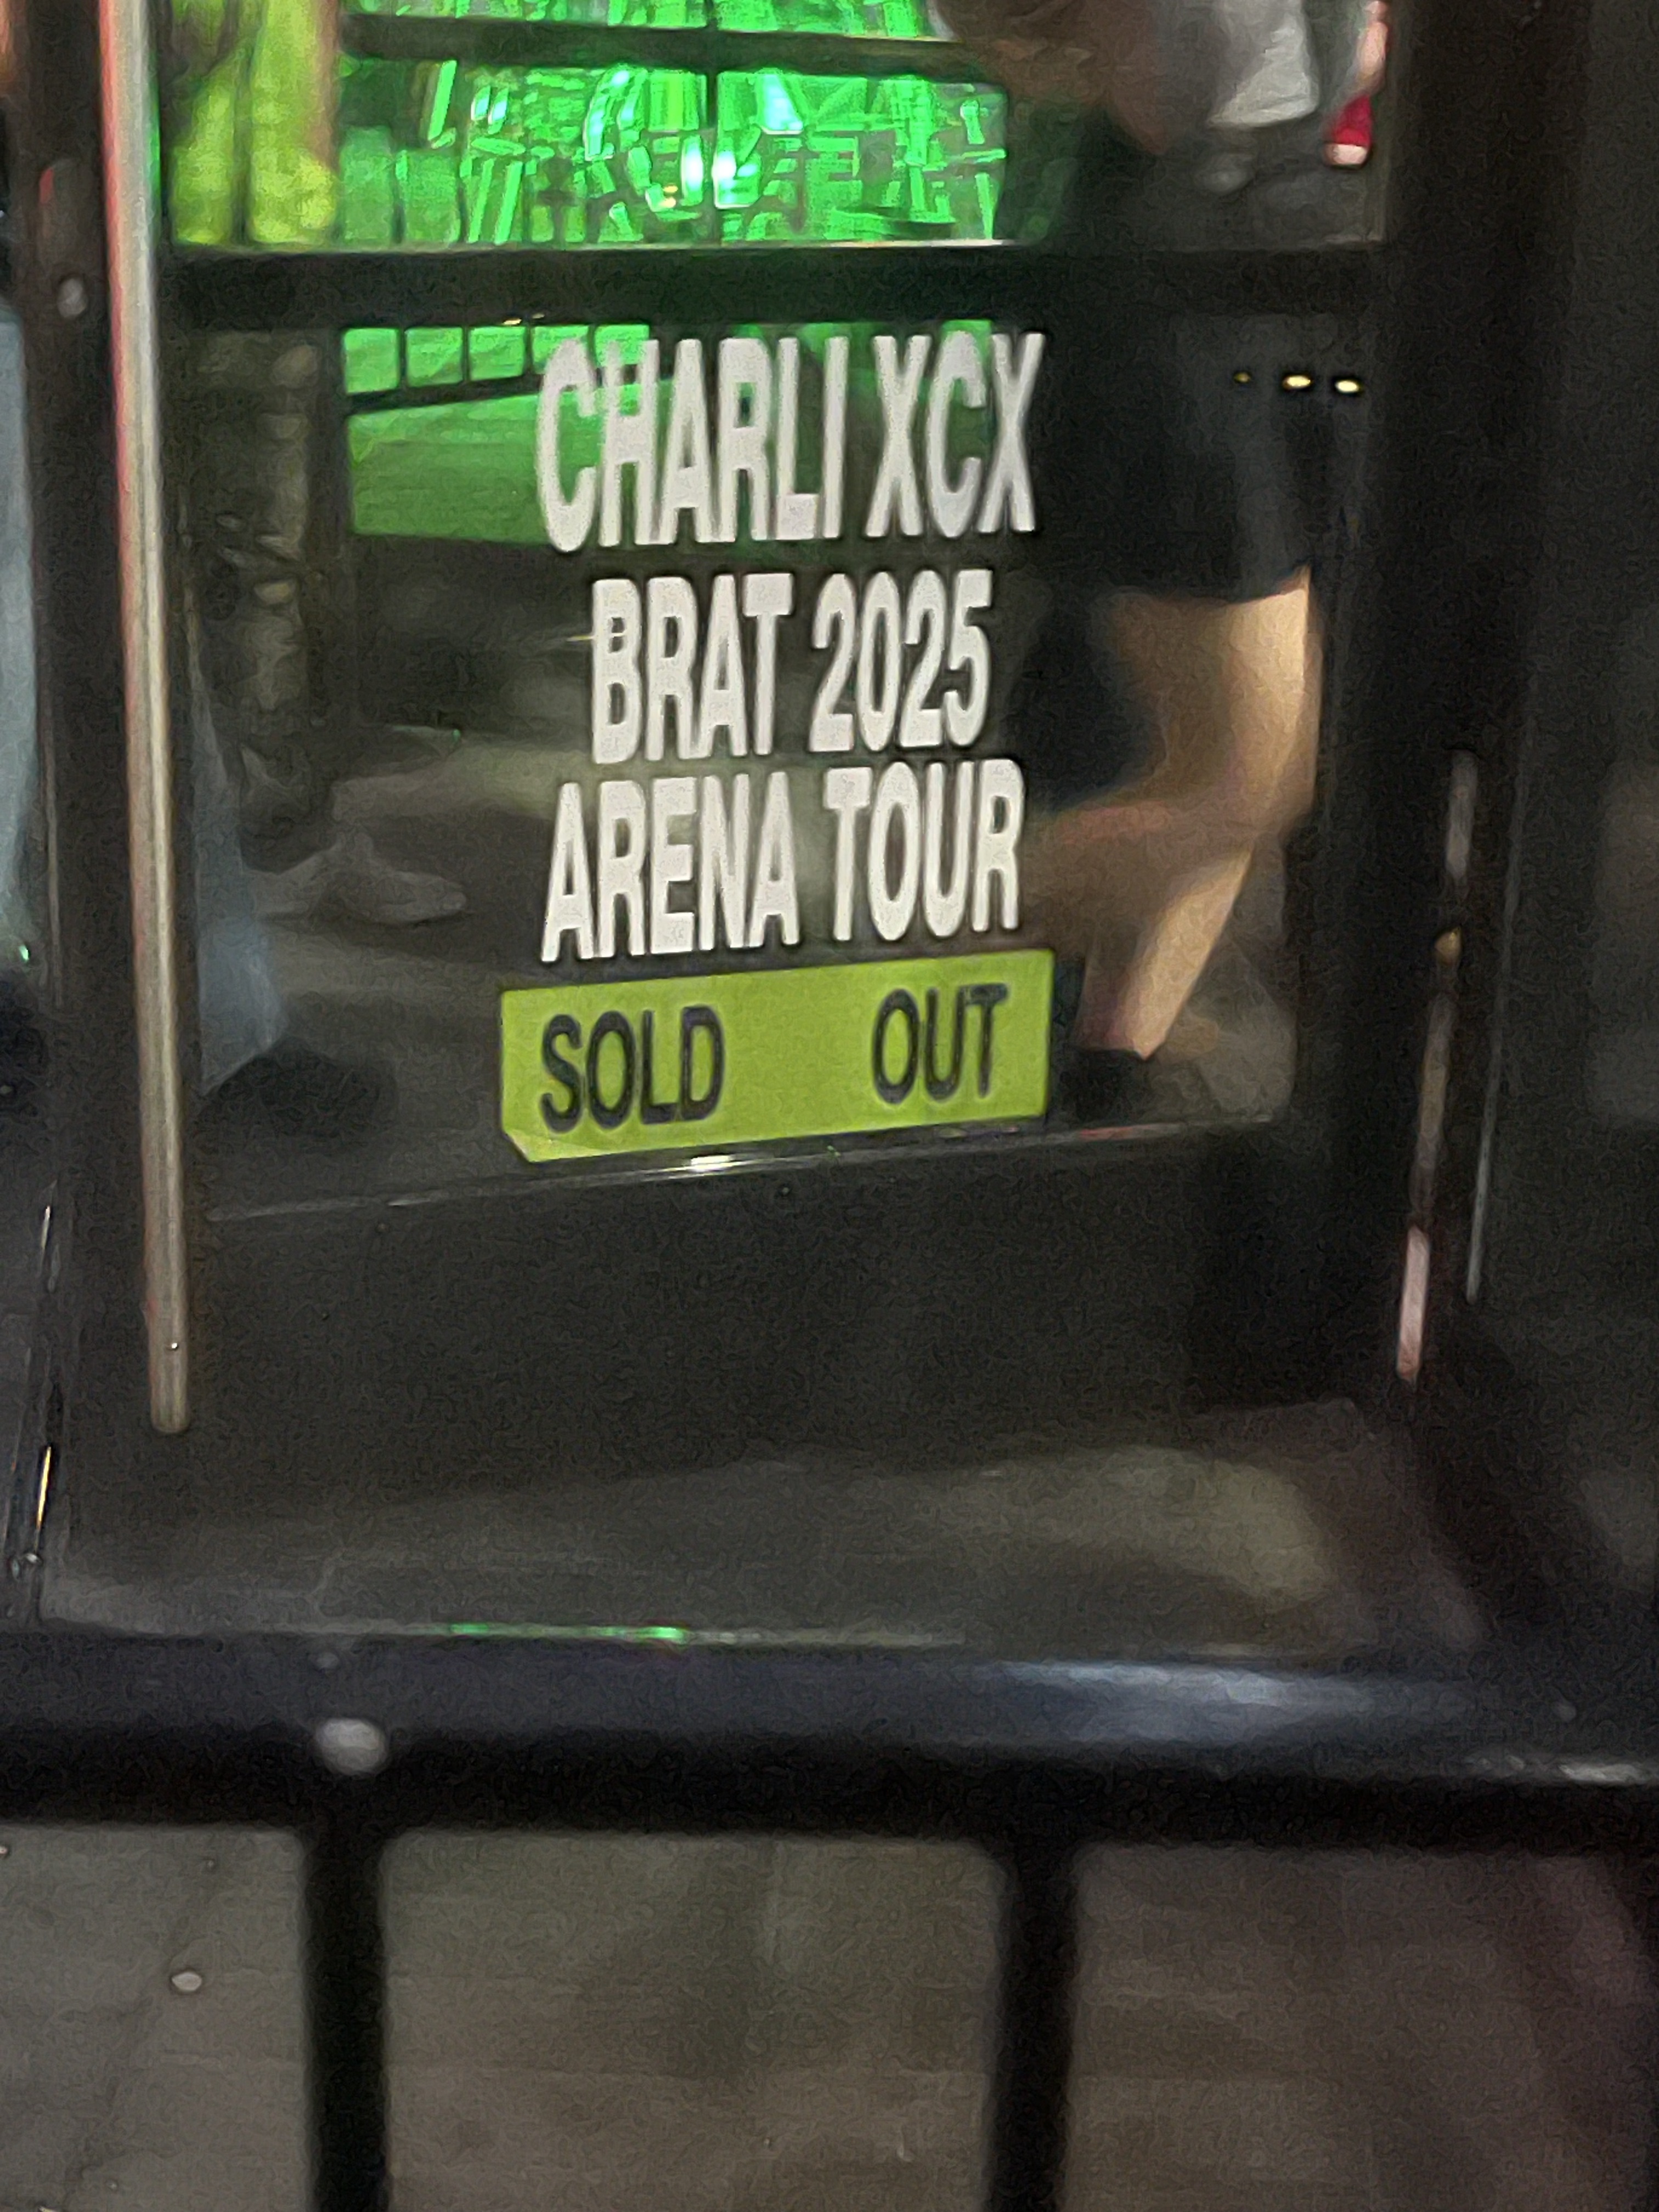 CHARLI XCX
BRAT 2025
ARENA TOUR
SOLD OUT